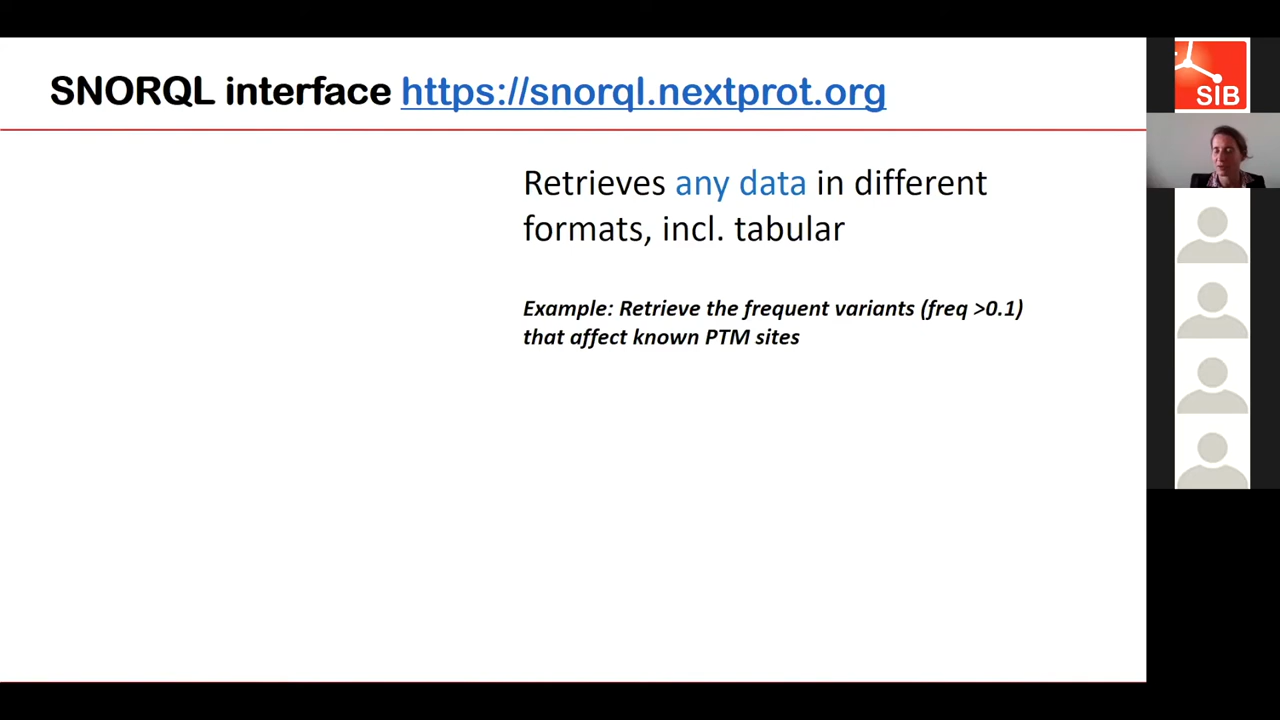 SNORQL interface https://snorql.nextprot.org
SIB
Retrieves any data in different
formats, incl. tabular
Example: Retrieve the frequent variants (freq >0.1)
that affect known PTM sites